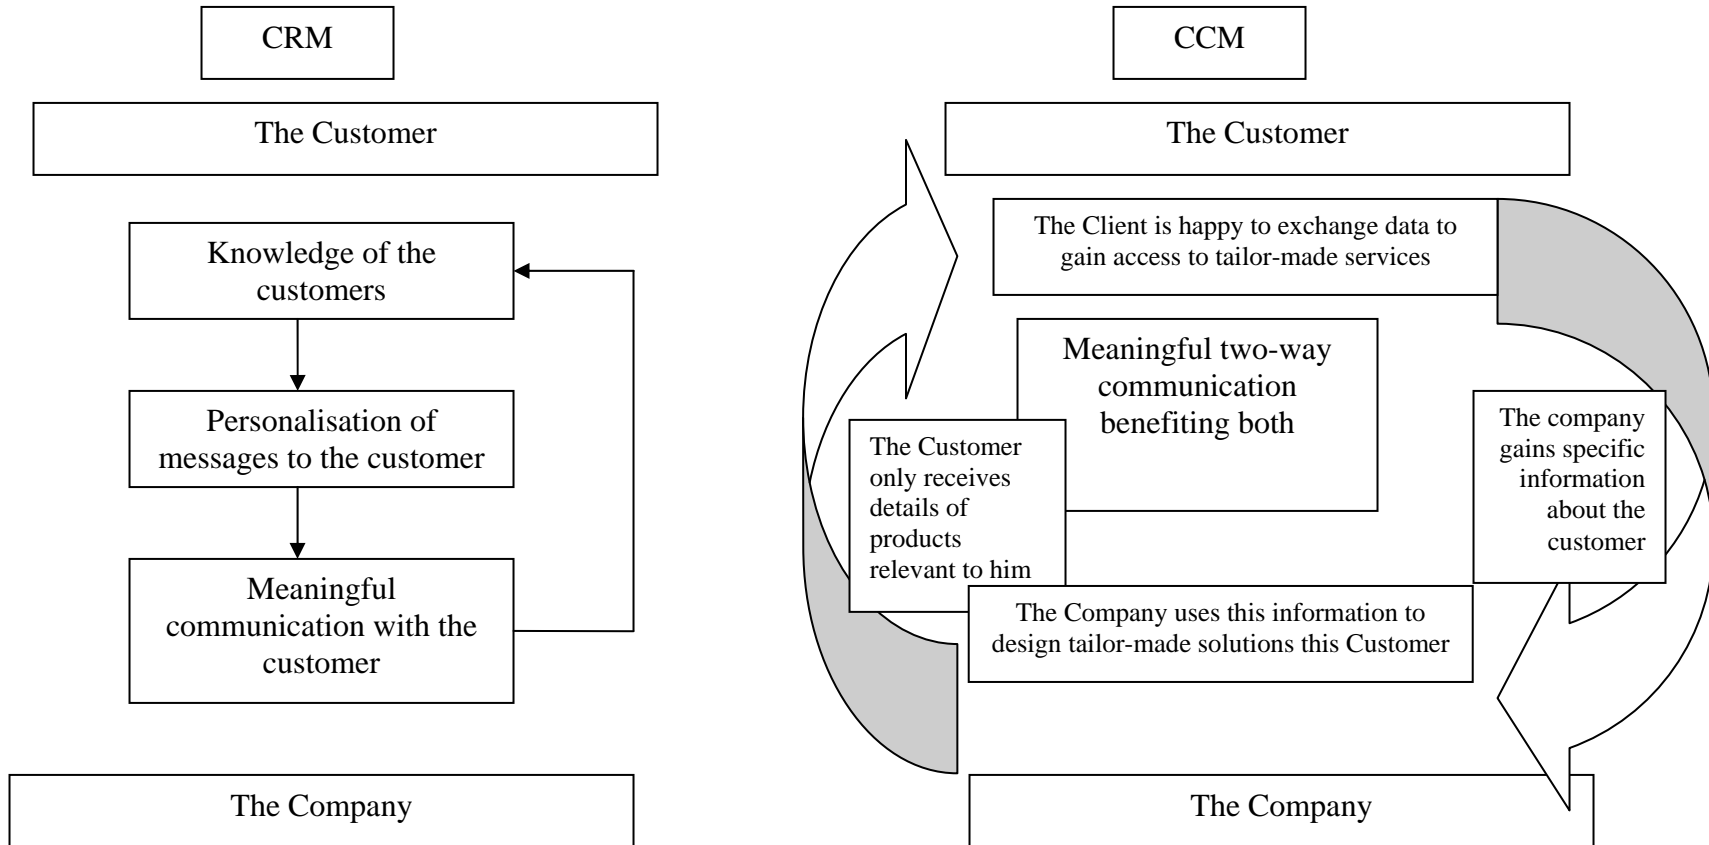 CRM
The Customer
Knowledge of the
customers
Personalisation of
messages to the customer
Meaningful
communication with the
customer
The Company
CCM
The Customer
The Client is happy to exchange data to
gain access to tailor-made services
Meaningful two-way
communication
benefiting both
The company
gains specific
information
about the
customer
The Customer
only receives
details of
products
relevant to him
The Company uses this information to
design tailor-made solutions this Customer
The Company